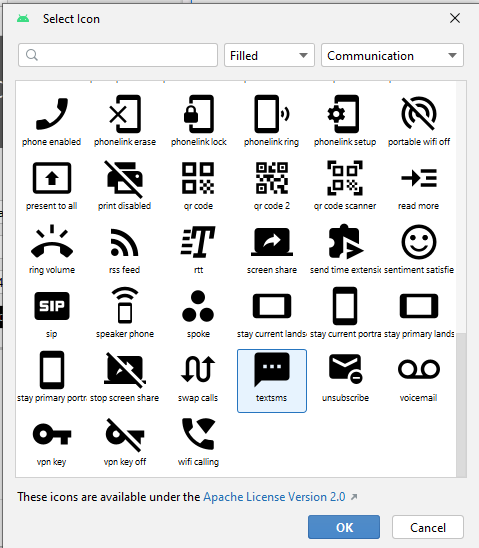 Select Icon
Filled Communication
phone enabled phonelink erase phonelink lock phonelink ring phonelink setup portable wifi off
present to all print disabled qr code qr code 2 qr code scanner read more
ring volume rss feed rtt screen share send time extensi sentiment satisfie
SIP
sip speaker phone spoke stay current lands stay current portra stay primary lands
stay primary portr stop screen share swap calls textsms unsubscribe voicemail
vpn key vpn key off wifi calling
These icons are available under the Apache License Version 2.0
OK Cancel